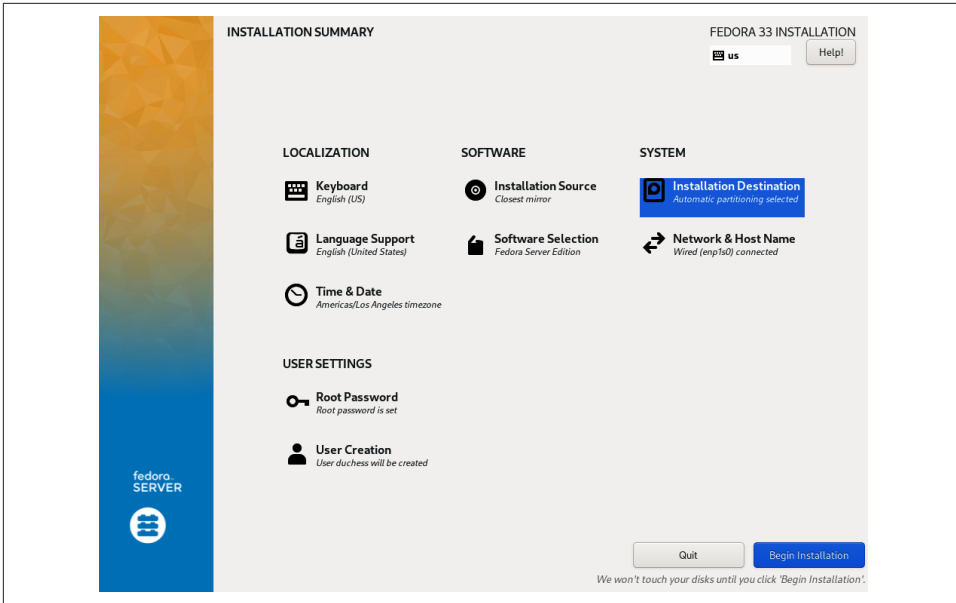 INSTALLATION SUMMARY
FEDORA 33 INSTALLATION
us
Help!
LOCALIZATION
Keyboard
English (US)
Language Support
English (United States)
Time & Date
Americas/Los Angeles timezone
SOFTWARE
Installation Source
Closest mirror
Software Selection
Fedora Server Edition
SYSTEM
Installation Destination
Automatic partitioning selected
Network & Host Name
Wired (enp1s0) connected
USER SETTINGS
Root Password
Root password is set
User Creation
User duchess will be created
fedora
SERVER
Quit
Begin Installation
We won't touch your disks until you click 'Begin Installation'.